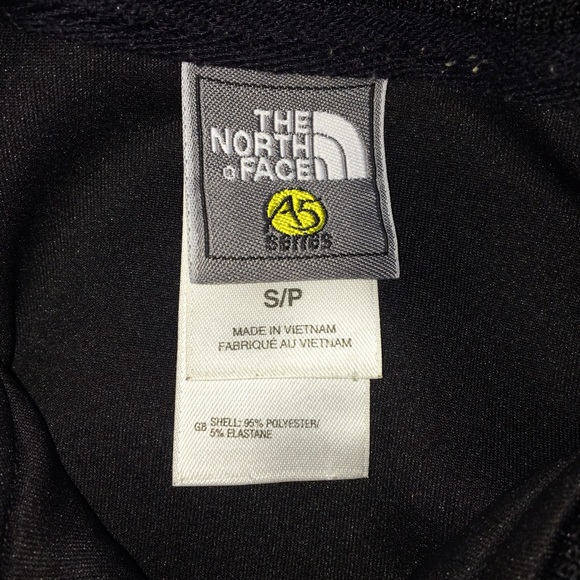 THE
NORTH
FACE
A5
series
S/P
MADE IN VIETNAM
FABRIQUÉ AU VIETNAM
GB SHELL: 95% POLYESTER/
5% ELASTANE